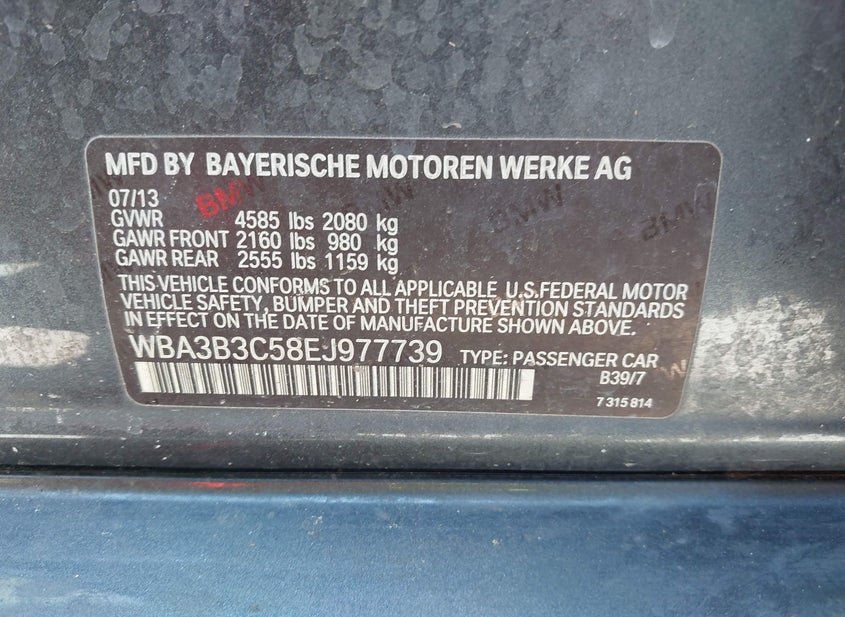 MFD BY BAYERISCHE MOTOREN WERKE AG
07/13 BMW BMW BMW
GVWR 4585 lbs 2080 kg
GAWR FRONT 2160 lbs 980 kg
GAWR REAR 2555 lbs 1159 kg
THIS VEHICLE CONFORMS TO ALL APPLICABLE U.S.FEDERAL MOTOR
VEHICLE SAFETY, BUMPER AND THEFT PREVENTION STANDARDS
IN EFFECT ON THE DATE OF MANUFACTURE SHOWN ABOVE.
WBA3B3C58EJ977739 TYPE: PASSENGER CAR
B39/7
7 315 814